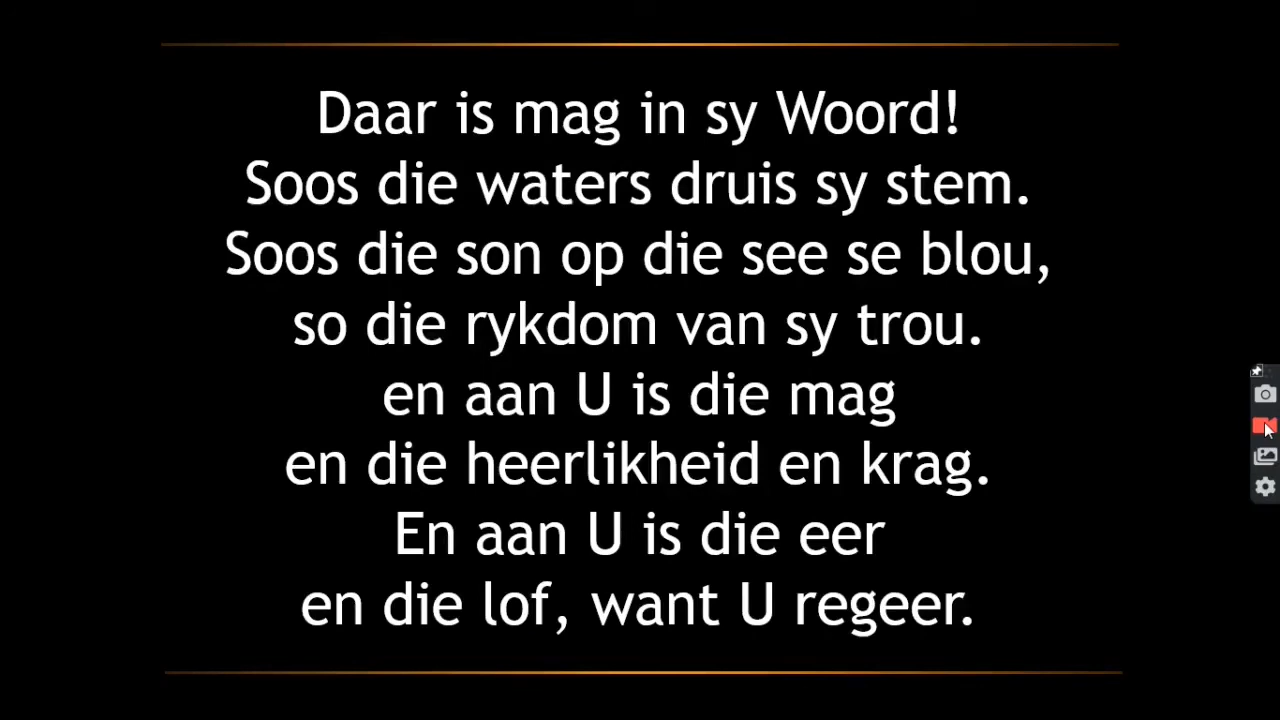 Daar is mag in sy Woord!
Soos die waters druis sy stem.
Soos die son op die see se blou,
so die rykdom van sy trou.
en aan U is die mag
en die heerlikheid en krag.
En aan U is die eer
en die lof, want U regeer.